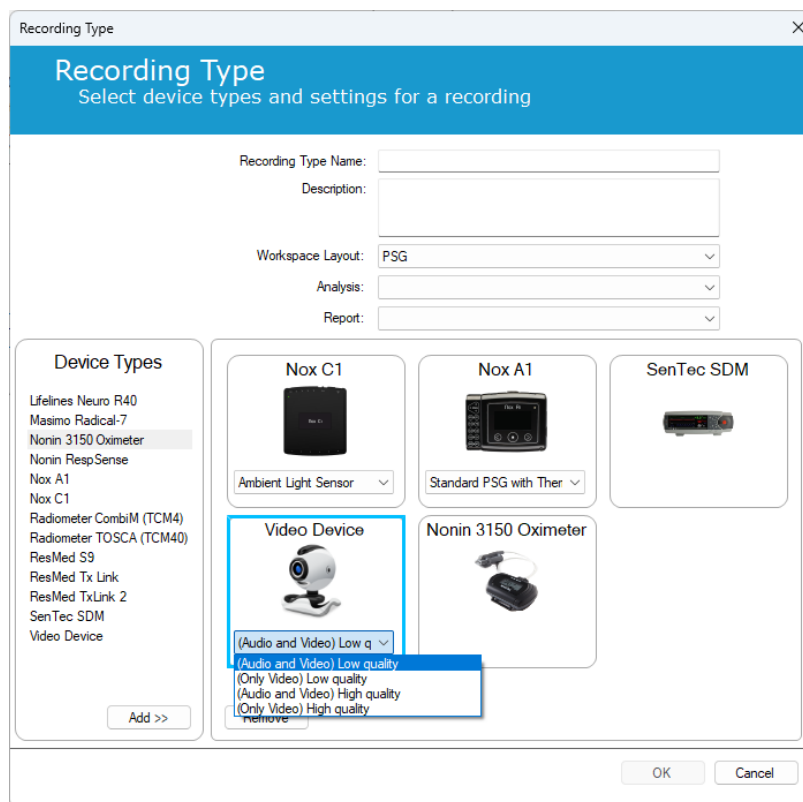 Recording Type
Recording Type
Select device types and settings for a recording
Recording Type Name:
Description:
Workspace Layout: PSG
Analysis:
Report:
Device Types
Lifelines Neuro R40
Masimo Radical-7
Nonin 3150 Oximeter
Nonin RespSense
Nox A1
Nox C1
Radiometer CombiM (TCM4)
Radiometer TOSCA (TCM40)
ResMed S9
ResMed Tx Link
ResMed TxLink 2
SenTec SDM
Video Device
Add >>
Nox C1
Nox C1
Ambient Light Sensor
Nox A1
Nox A1
Standard PSG with Ther
SenTec SDM
Video Device
(Audio and Video) Low q
(Audio and Video) Low quality
(Only Video) Low quality
(Audio and Video) High quality
(Only Video) High quality
Nonin 3150 Oximeter
Remove
OK
Cancel